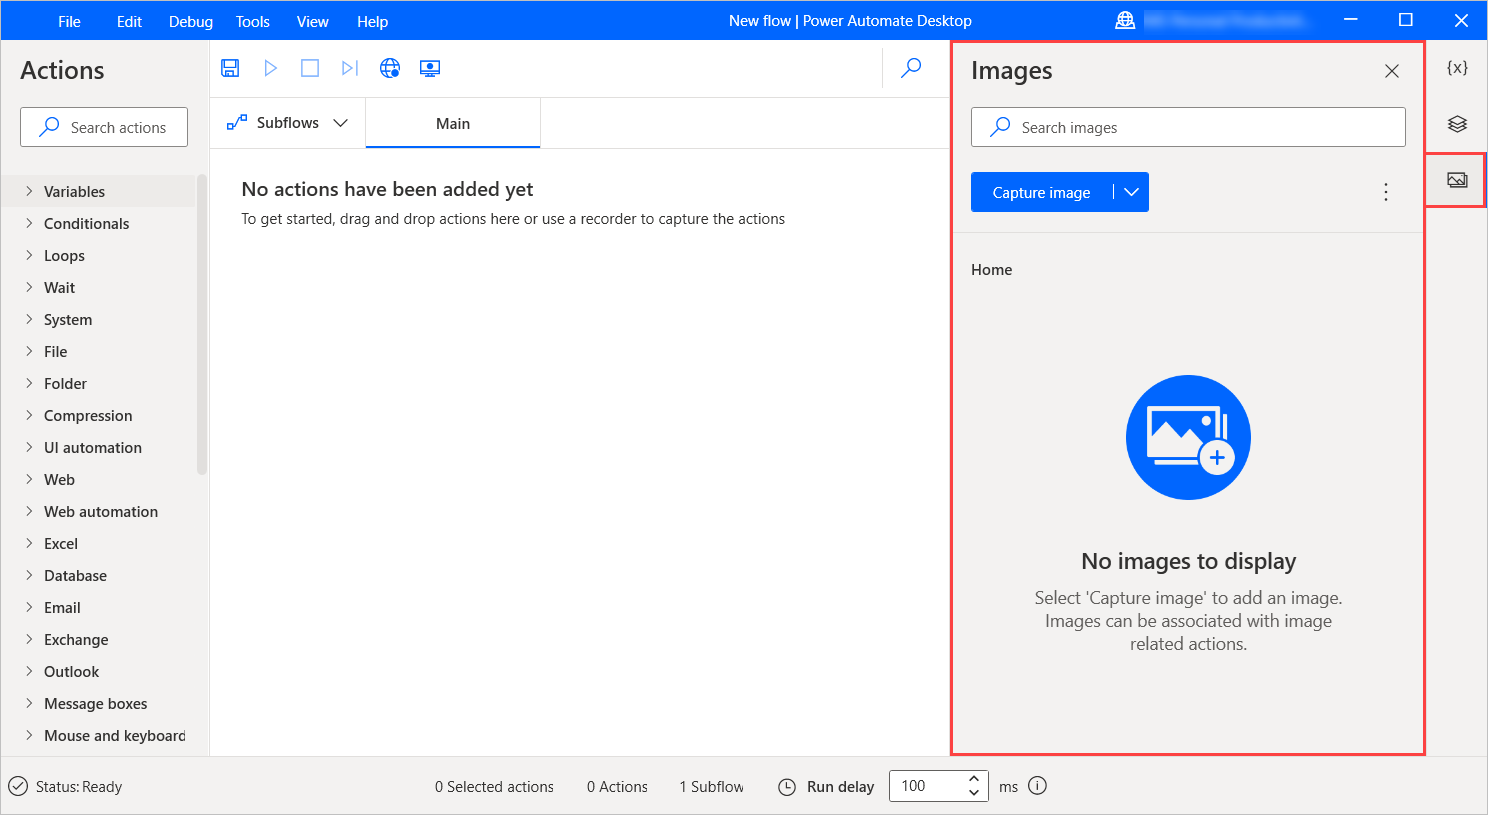 File Edit Debug Tools View Help New flow | Power Automate Desktop
Actions
Search actions
Variables
Conditionals
Loops
Wait
System
File
Folder
Compression
UI automation
Web
Web automation
Excel
Database
Email
Exchange
Outlook
Message boxes
Mouse and keyboard
Subflows
Main
No actions have been added yet
To get started, drag and drop actions here or use a recorder to capture the actions
Images
Search images
Capture image
Home
No images to display
Select 'Capture image' to add an image.
Images can be associated with image
related actions.
{x}
Status: Ready 0 Selected actions 0 Actions 1 Subflow Run delay 100 ms